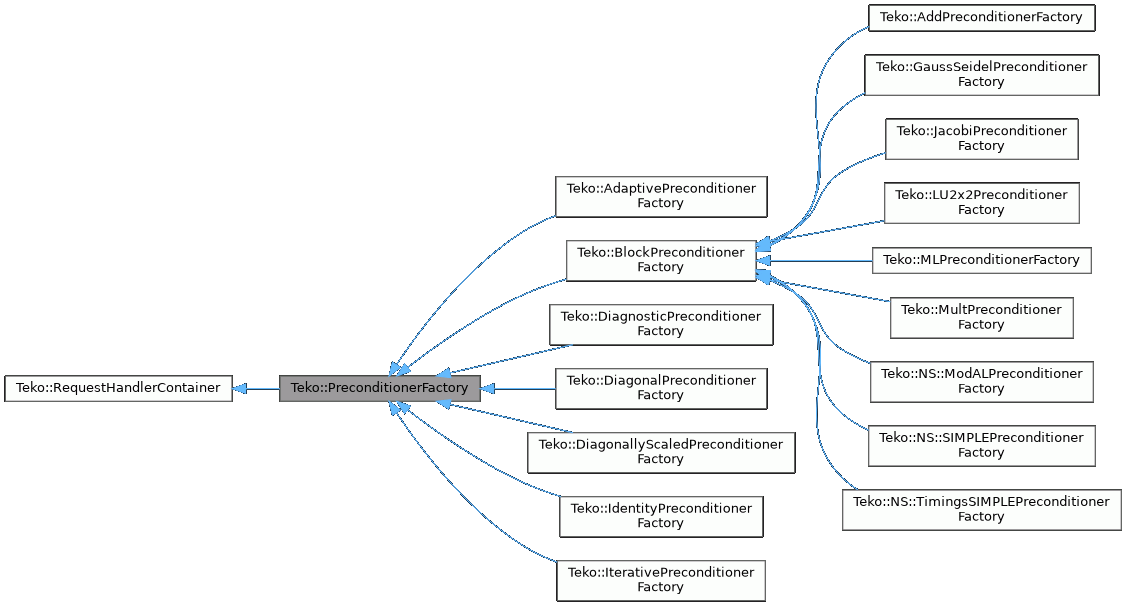 Teko::RequestHandlerContainer
Teko::PreconditionerFactory
Teko::AdaptivePreconditioner
Factory
Teko::BlockPreconditioner
Factory
Teko::DiagnosticPreconditioner
Factory
Teko::DiagonalPreconditioner
Factory
Teko::DiagonallyScaledPreconditioner
Factory
Teko::IdentityPreconditioner
Factory
Teko::IterativePreconditioner
Factory
Teko::AddPreconditionerFactory
Teko::GaussSeidelPreconditioner
Factory
Teko::JacobiPreconditioner
Factory
Teko::LU2x2Preconditioner
Factory
Teko::MLPreconditionerFactory
Teko::MultPreconditioner
Factory
Teko::NS::ModALPreconditioner
Factory
Teko::NS::SIMPLEPreconditioner
Factory
Teko::NS::TimingsSIMPLEPreconditioner
Factory